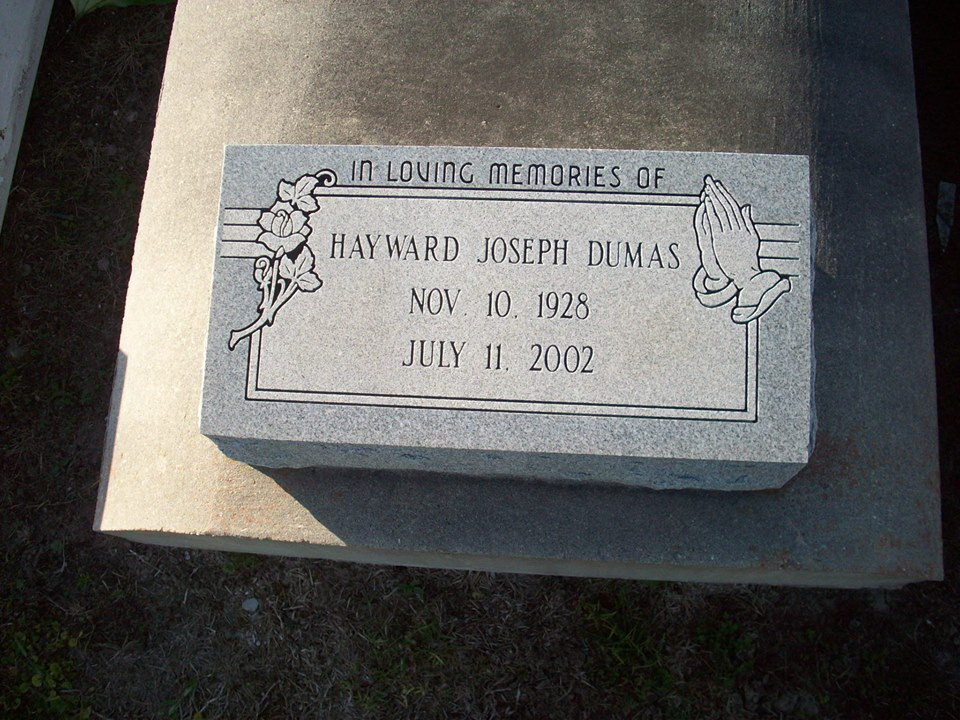 IN LOVING MEMORIES OF
HAYWARD JOSEPH DUMAS
NOV. 10, 1928
JULY 11, 2002